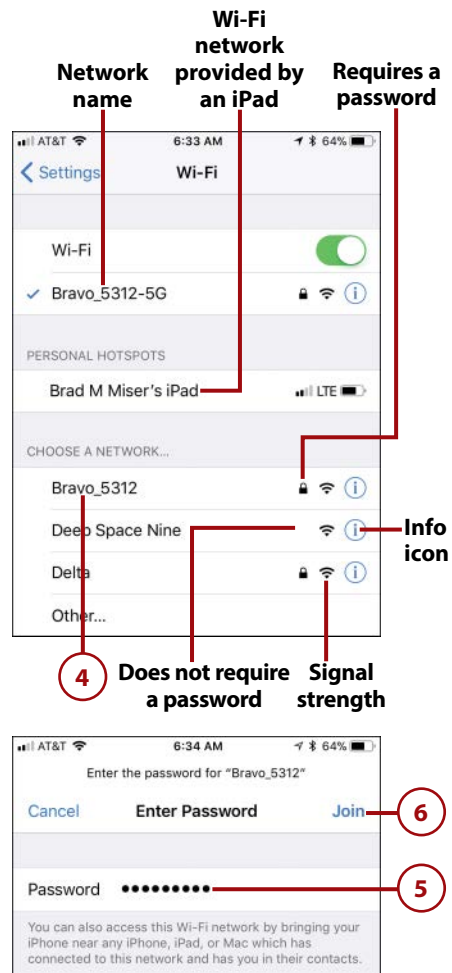 Wi-Fi
network
provided by
an iPad
Network
name
Requires a
password
AT&T 6:33 AM 64%
Settings Wi-Fi
Wi-Fi
Bravo_5312-5G
PERSONAL HOTSPOTS
Brad M Miser's iPad LTE
CHOOSE A NETWORK...
Bravo_5312
Deep Space Nine
Info
icon
Delta
Other...
4
Does not require
a password
Signal
strength
AT&T 6:34 AM 64%
Enter the password for “Bravo_5312”
Cancel Enter Password Join 6
Password ●●●●●●●●● 5
You can also access this Wi-Fi network by bringing your
iPhone near any iPhone, iPad, or Mac which has
connected to this network and has you in their contacts.